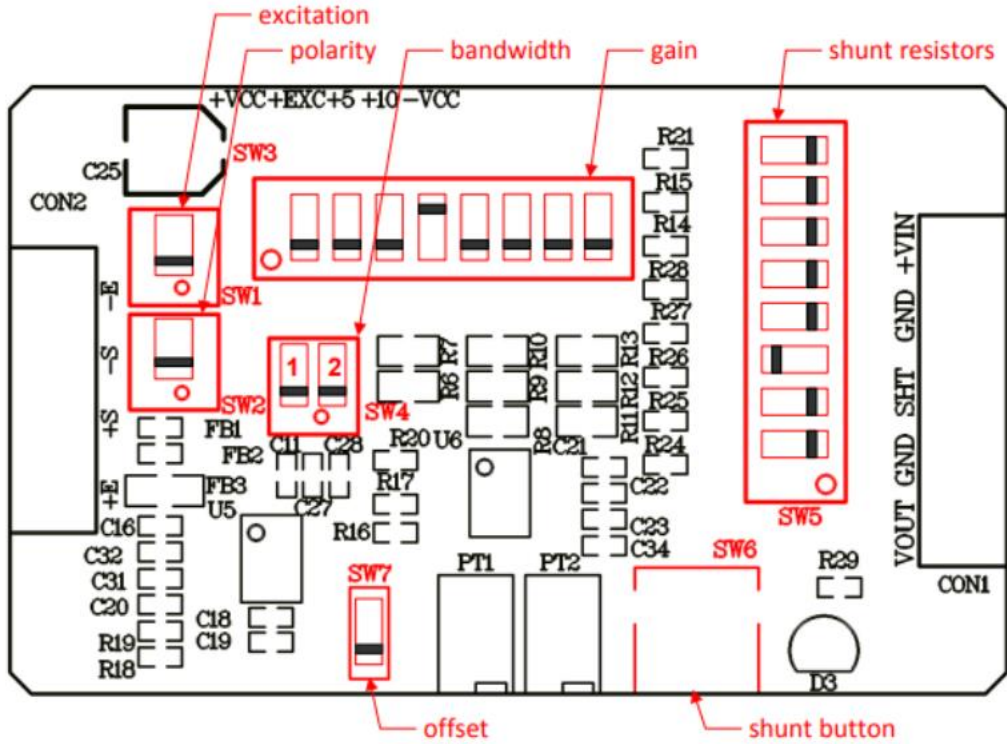 excitation
polarity
bandwidth
gain
shunt resistors
+VCC+EXC+5 +10 -VCC
SW3
C25
CON2
R21
R15
R14
R28
R27
R26
R25
R24
-E
SW1
-S
SW2
+S
+E
1 2
SW4
R7
R6
R10
R9
R8
R13
R12
R11
FB1
FB2
FB3
U5
C11
C28
C27
R20
R17
R16
U6
C21
C22
C23
C34
C16
C32
C31
C20
R19
R18
C18
C19
SW7
PT1
PT2
SW6
SW5
+VIN
GND
SHT
GND
VOUT
R29
CON1
D3
offset
shunt button